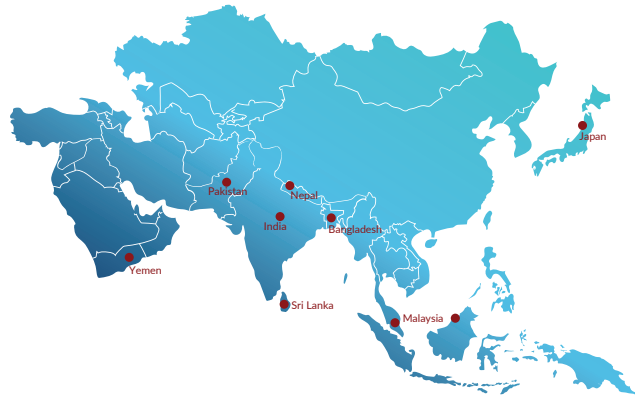 Japan
Pakistan
Nepal
India
Bangladesh
Yemen
Sri Lanka
Malaysia